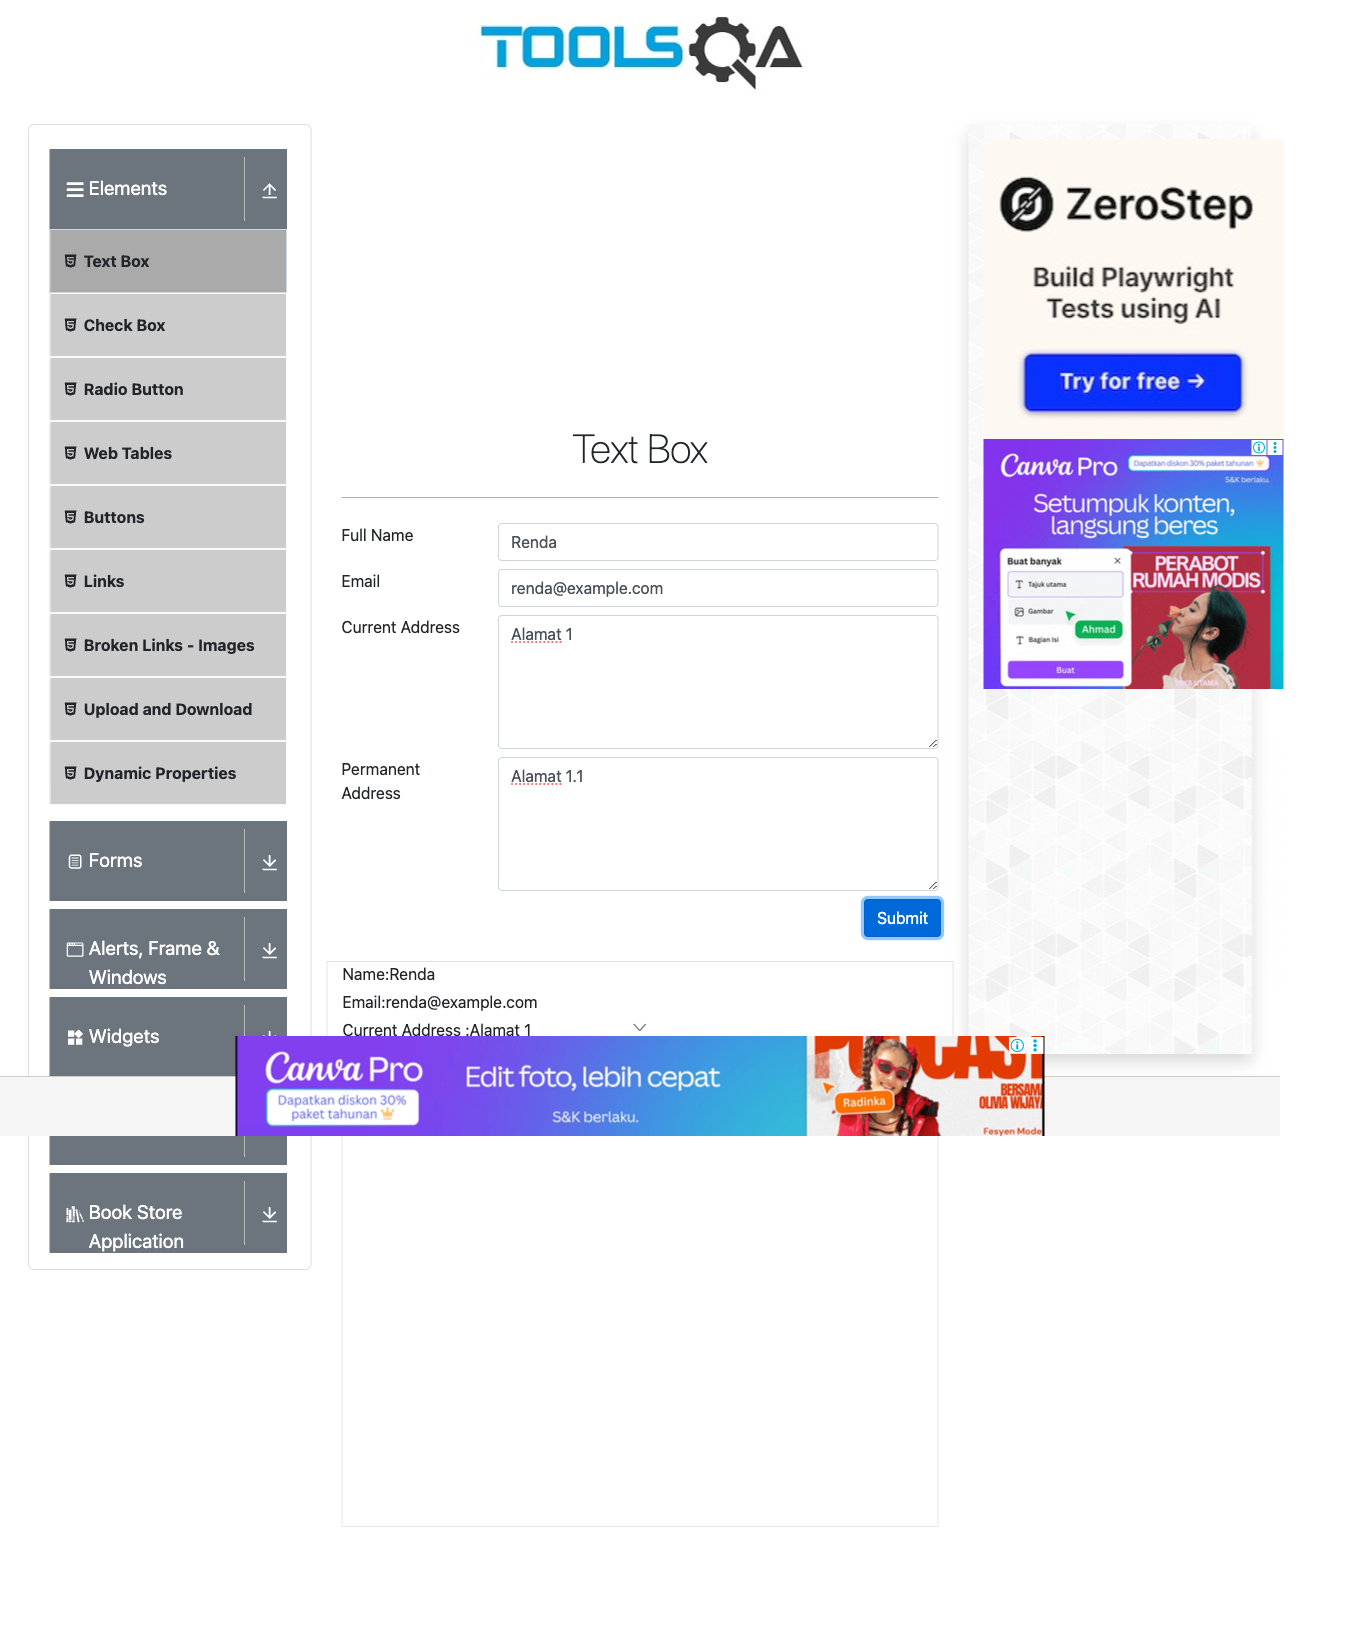 TOOLSQA
Elements
Text Box
Check Box
Radio Button
Web Tables
Buttons
Links
Broken Links - Images
Upload and Download
Dynamic Properties
Forms
Alerts, Frame &
Windows
Widgets
Book Store
Application
Text Box
Full Name
Renda
Email
renda@example.com
Current Address
Alamat 1
Permanent
Address
Alamat 1.1
Submit
Name:Renda
Email:renda@example.com
Current Address :Alamat 1
ZeroStep
Build Playwright
Tests using AI
Try for free →
Canva Pro
Dapatkan diskon 30% paket tahunan
S&K berlaku.
Setumpuk konten,
langsung beres
Buat banyak
Tajuk utama
Gambar
Bagian Isi
Buat
Ahmad
PERABOT
RUMAH MODIS
TEKS UTAMA
Canva Pro
Dapatkan diskon 30%
paket tahunan
Edit foto, lebih cepat
S&K berlaku.
Radinka
BERSAMA
OLIVIA WIJAY
Fesyen Mode